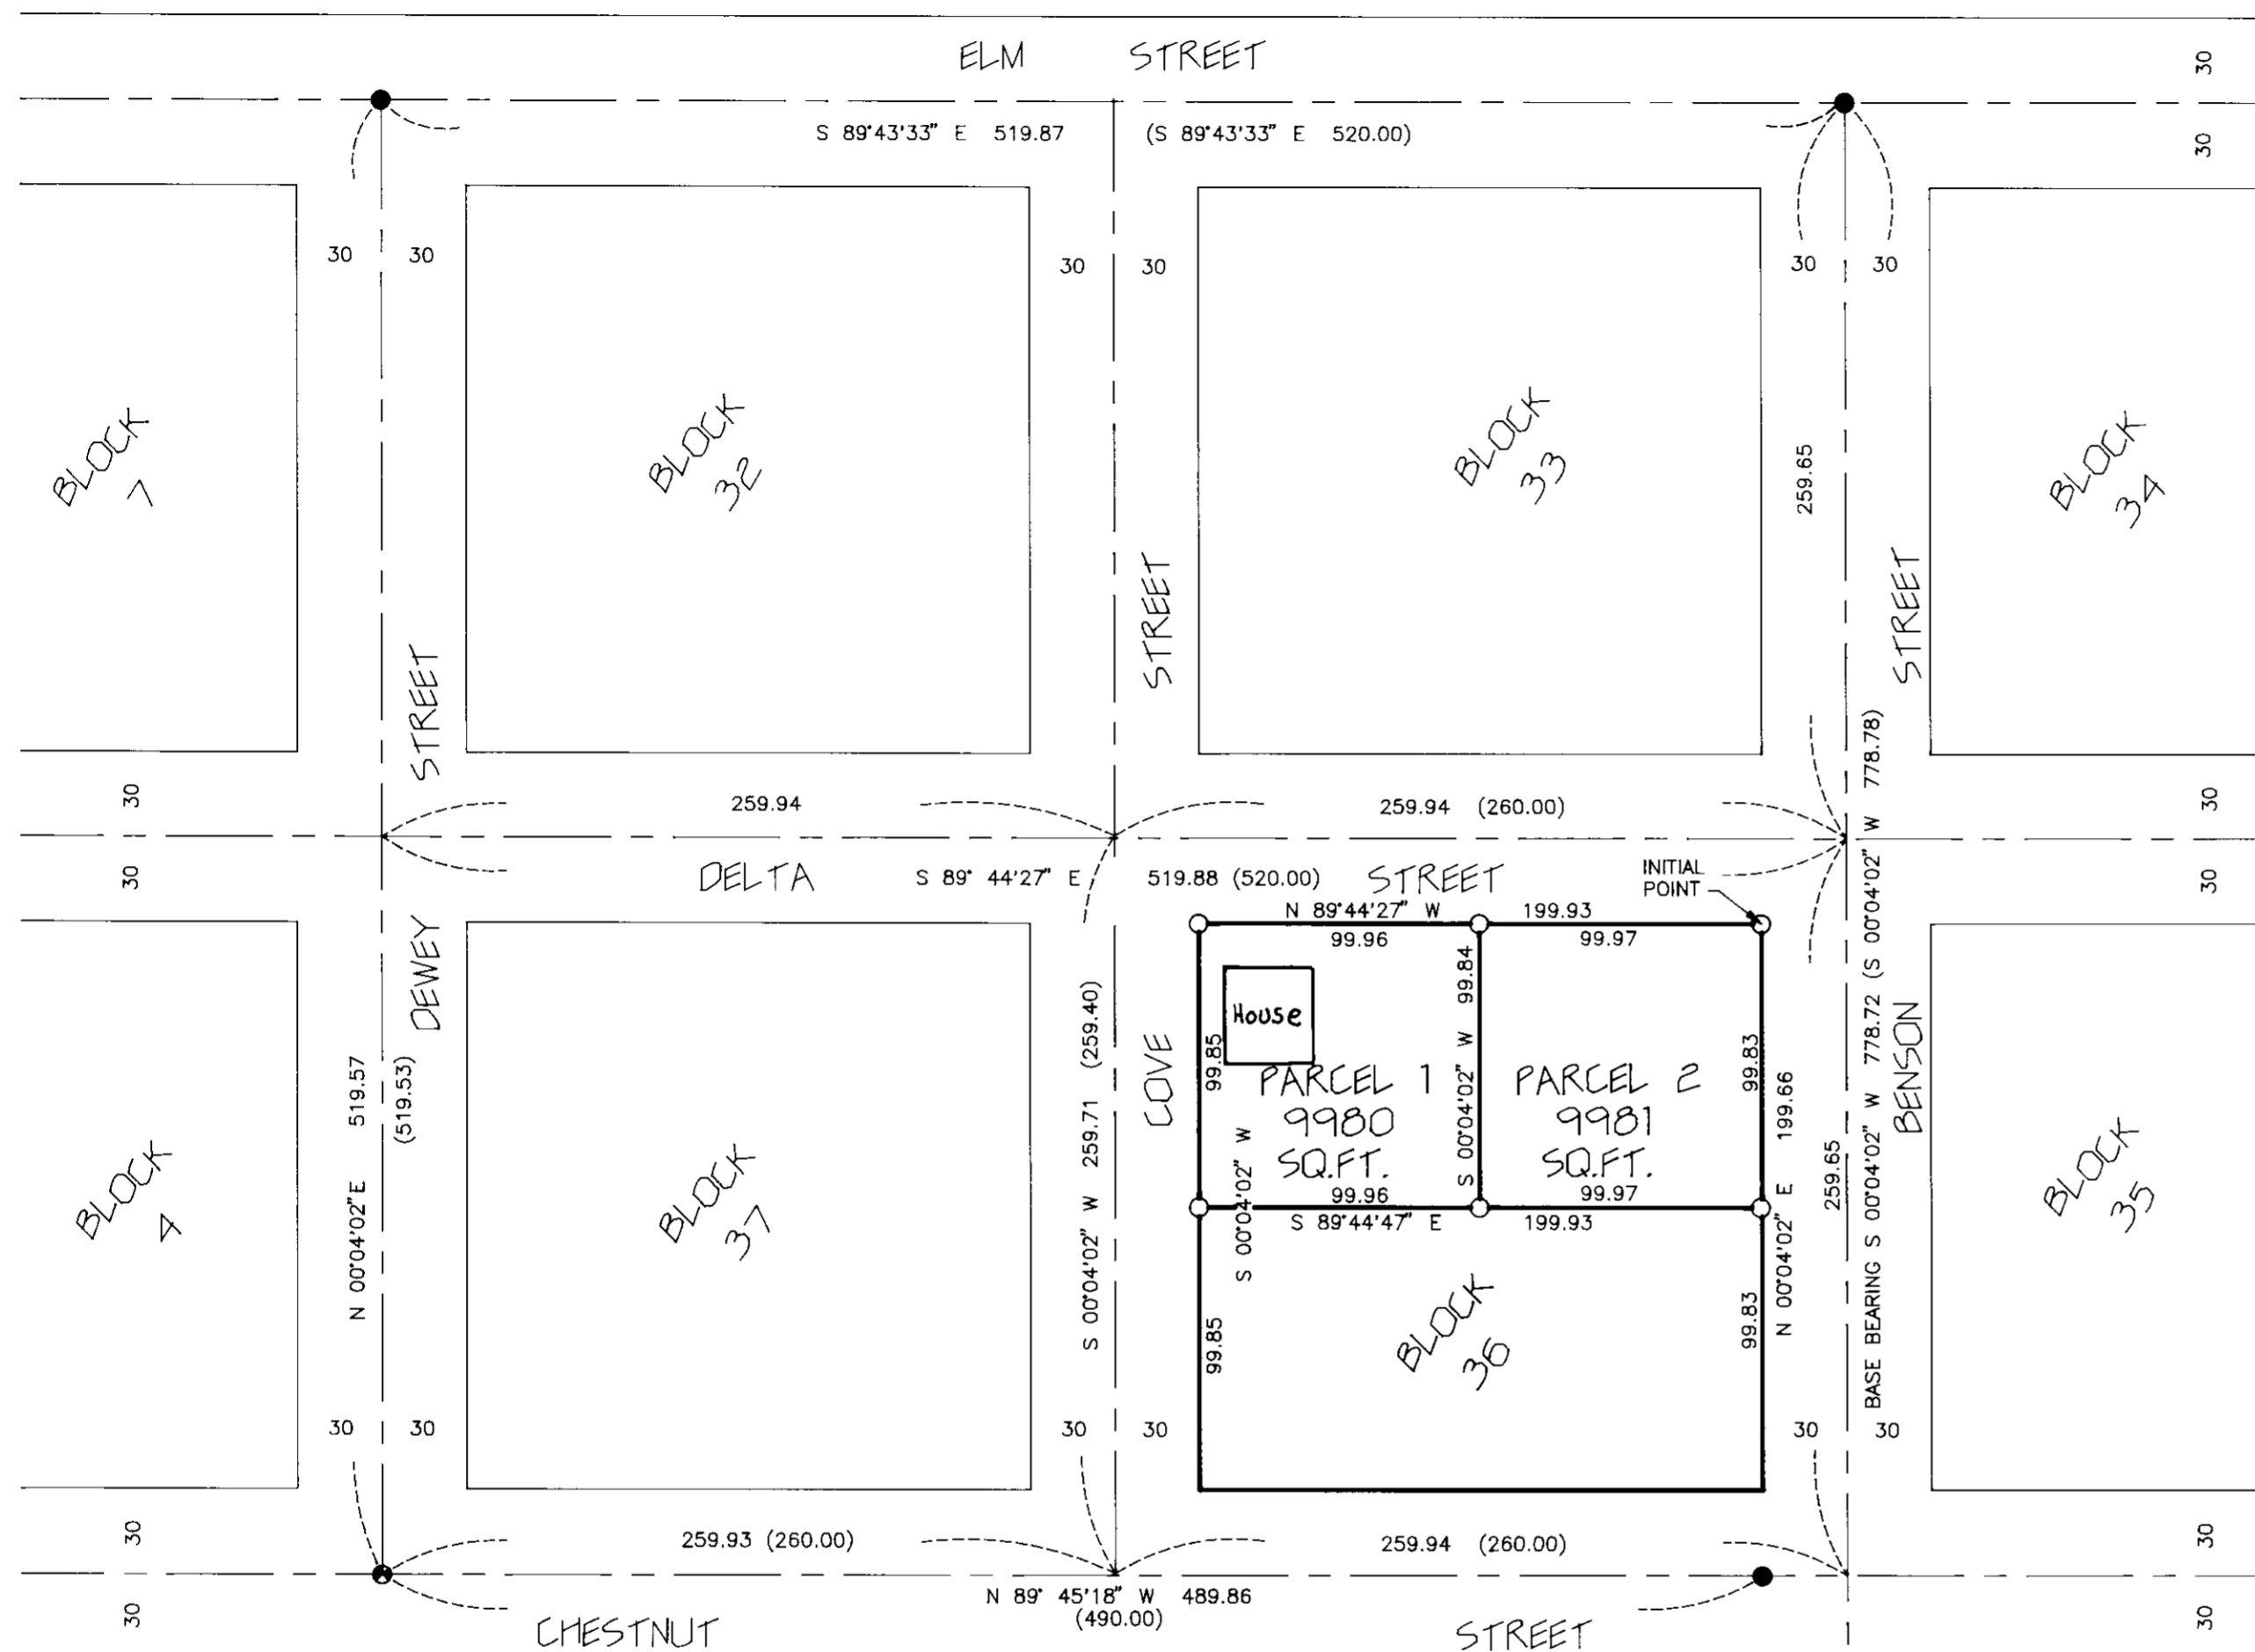 ELM STREET
30
S 89°43'33" E 519.87 (S 89°43'33" E 520.00)
30
30 30
30 30
30 30
BLOCK
7
BLOCK
32
BLOCK
33
BLOCK
34
259.65
STREET
STREET
STREET
30
259.94
259.94 (260.00)
30
30
DELTA
S 89° 44'27" E 519.88 (520.00)
STREET
INITIAL
POINT
30
N 89°44'27" W 199.93
99.96
99.97
DEWEY
COVE
BENSON
House
99.85
S 00°04'02" W 99.84
99.83
PARCEL 1
9980
SQ.FT.
PARCEL 2
9981
SQ.FT.
S 00°04'02" W
99.96
99.97
S 89°44'47" E 199.93
N 00°04'02"E 519.57
(519.53)
S 00°04'02" W 259.71 (259.40)
N 00°04'02" E 199.66
259.65
BASE BEARING S 00°04'02" W 778.72 (S 00°04'02" W 778.78)
BLOCK
4
BLOCK
37
BLOCK
36
BLOCK
35
99.85
99.83
30 30
30 30
30 30
30
259.93 (260.00)
259.94 (260.00)
30
N 89° 45'18" W 489.86
(490.00)
30
CHESTNUT
STREET
30